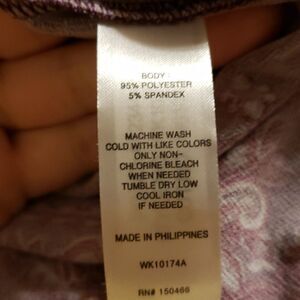 BODY:
95% POLYESTER
5% SPANDEX
MACHINE WASH
COLD WITH LIKE COLORS
ONLY NON-
CHLORINE BLEACH
WHEN NEEDED
TUMBLE DRY LOW
COOL IRON
IF NEEDED
MADE IN PHILIPPINES
WK10174A
RN# 150466